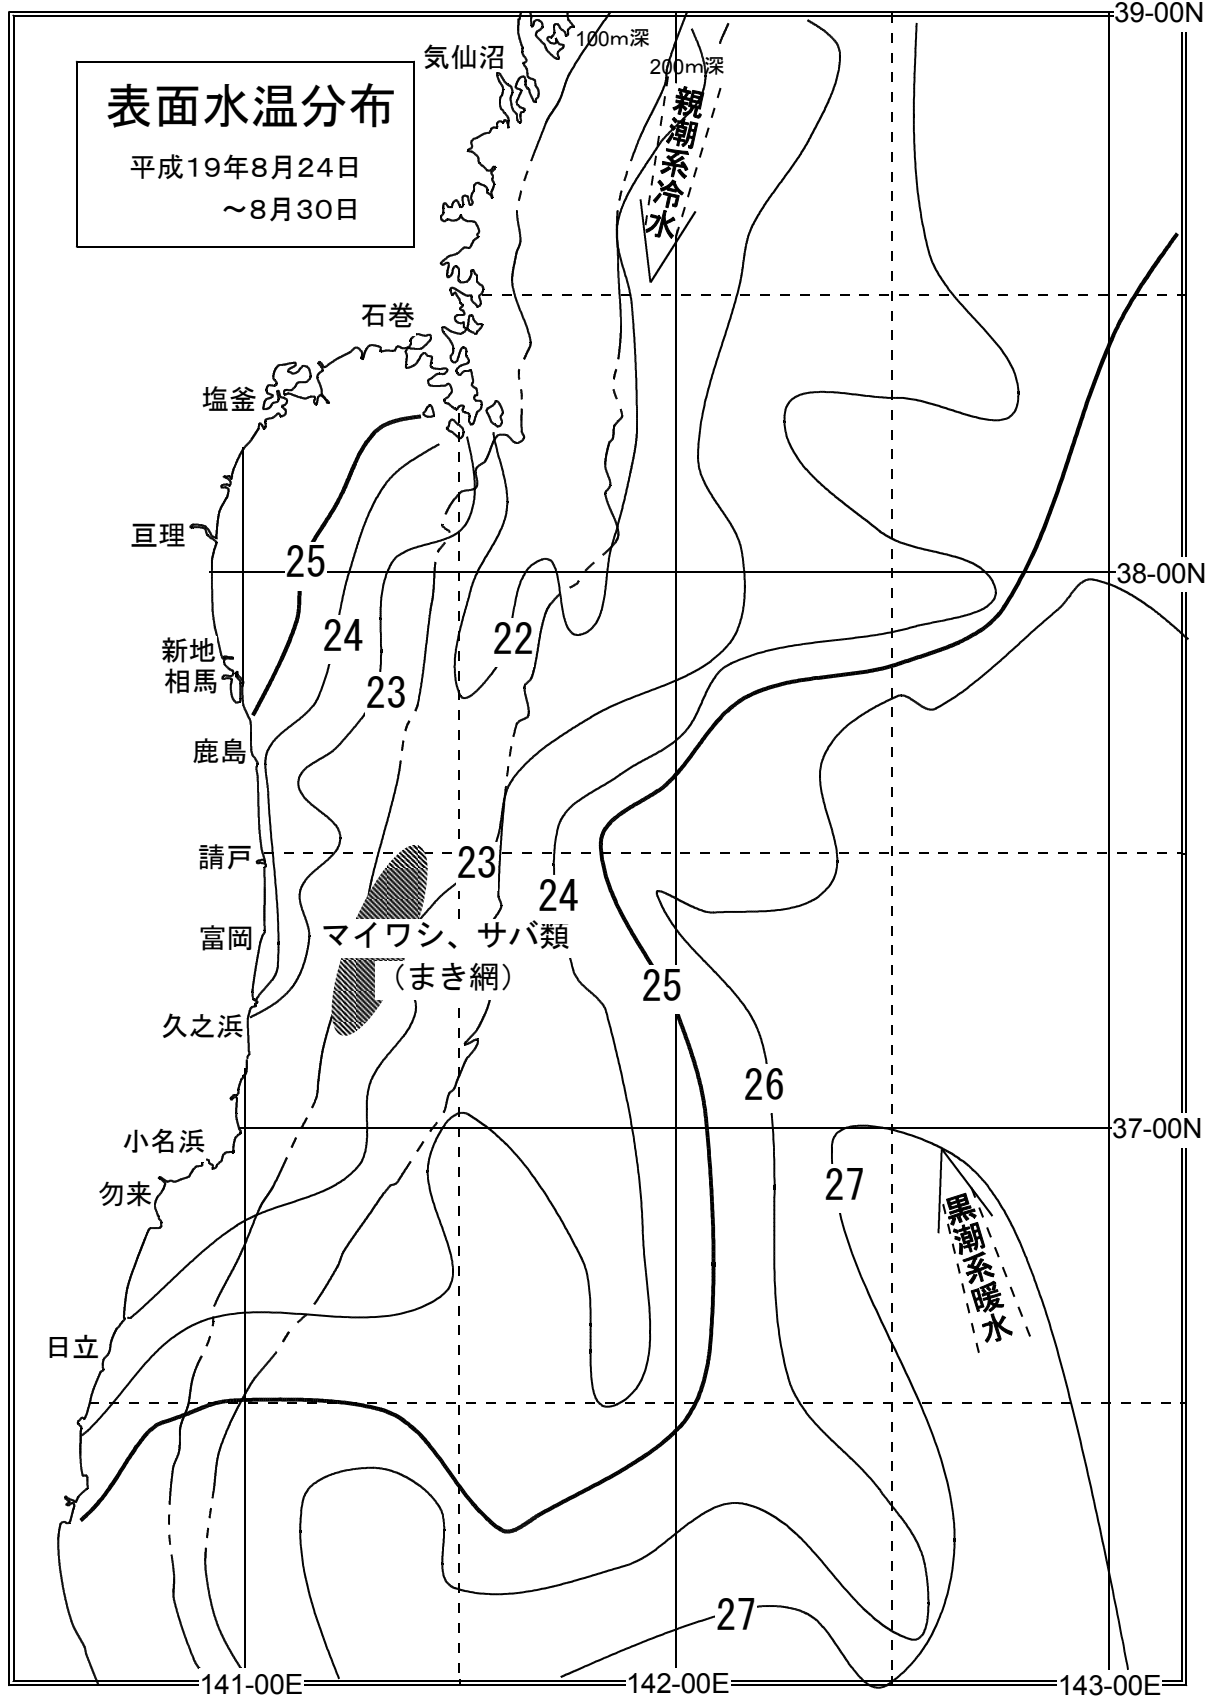 39-00N
100m深
気仙沼
200m深
表面水温分布
平成19年8月24日
～8月30日
親潮系冷水
石巻
塩釜
亘理
25
38-00N
24
22
新地
相馬
23
鹿島
請戸
23
24
富岡
マイワシ、サバ類
（まき網）
25
久之浜
26
37-00N
小名浜
27
勿来
黒潮系暖水
日立
27
141-00E
142-00E
143-00E